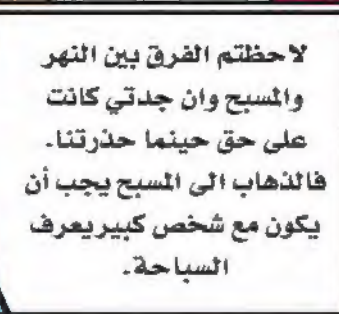 لاحظتم الفرق بين النهر
والمسبح وان جدتي كانت
على حق حينما حذرتنا.
فالذهاب الى المسبح يجب أن
يكون مع شخص كبير يعرف
السباحة.